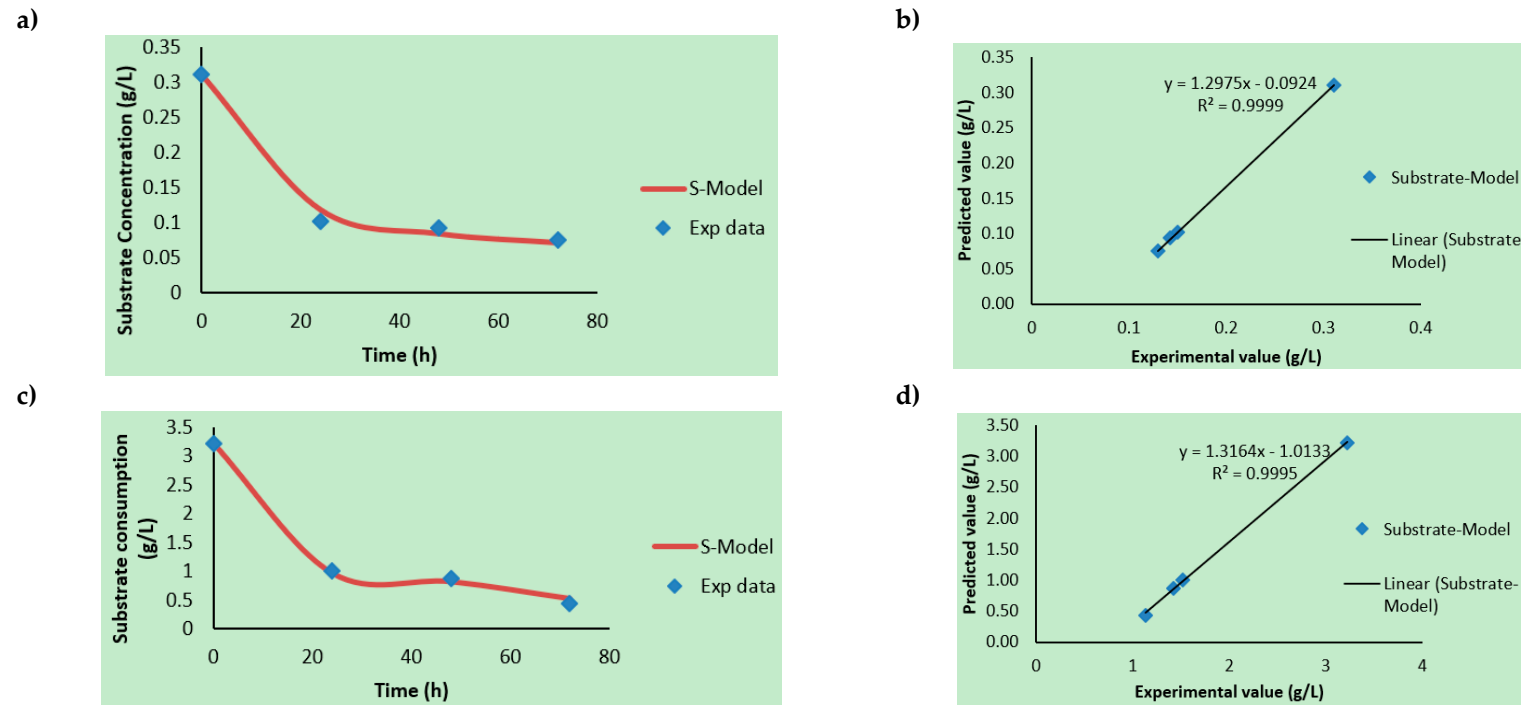 a)
0.35
0.3
0.25
0.2
0.15
0.1
0.05
0
Substrate Concentration (g/L)
0 20 40 60 80
Time (h)
S-Model
Exp data
b)
0.35
0.30
0.25
0.20
0.15
0.10
0.05
0.00
Predicted value (g/L)
y = 1.2975x - 0.0924
R² = 0.9999
0 0.1 0.2 0.3 0.4
Experimental value (g/L)
Substrate-Model
Linear (Substrate
Model)
c)
3.5
3
2.5
2
1.5
1
0.5
0
Substrate consumption
(g/L)
0 20 40 60 80
Time (h)
S-Model
Exp data
d)
3.50
3.00
2.50
2.00
1.50
1.00
0.50
0.00
Predicted value (g/L)
y = 1.3164x - 1.0133
R² = 0.9995
0 1 2 3 4
Experimental value (g/L)
Substrate-Model
Linear (Substrate-
Model)